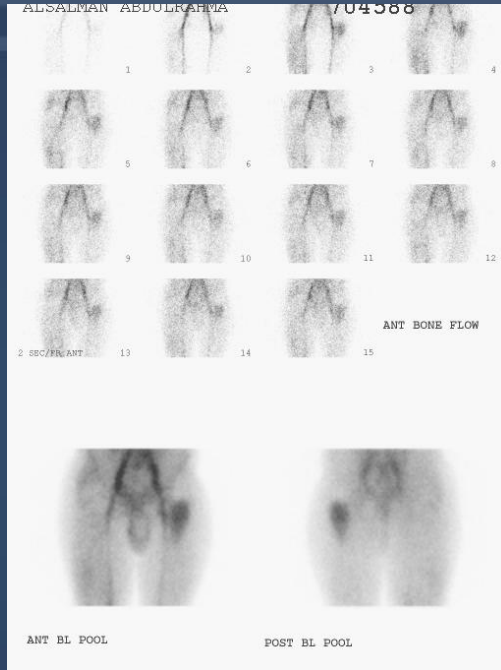 ALSALMAN ABDULRAHMA 704588
1 2 3 4
5 6 7 8
9 10 11 12
ANT BONE FLOW
2 SEC/FR ANT 13 14 15
ANT BL POOL POST BL POOL